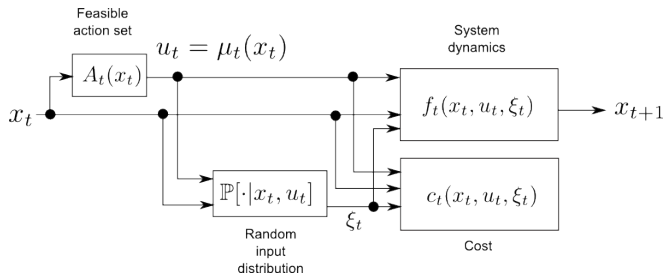 Feasible
action set
u_t = μ_t(x_t)
System
dynamics
A_t(x_t)
x_t
f_t(x_t, u_t, ξ_t)
x_{t+1}
ℙ[·|x_t, u_t]
ξ_t
c_t(x_t, u_t, ξ_t)
Random
input
distribution
Cost